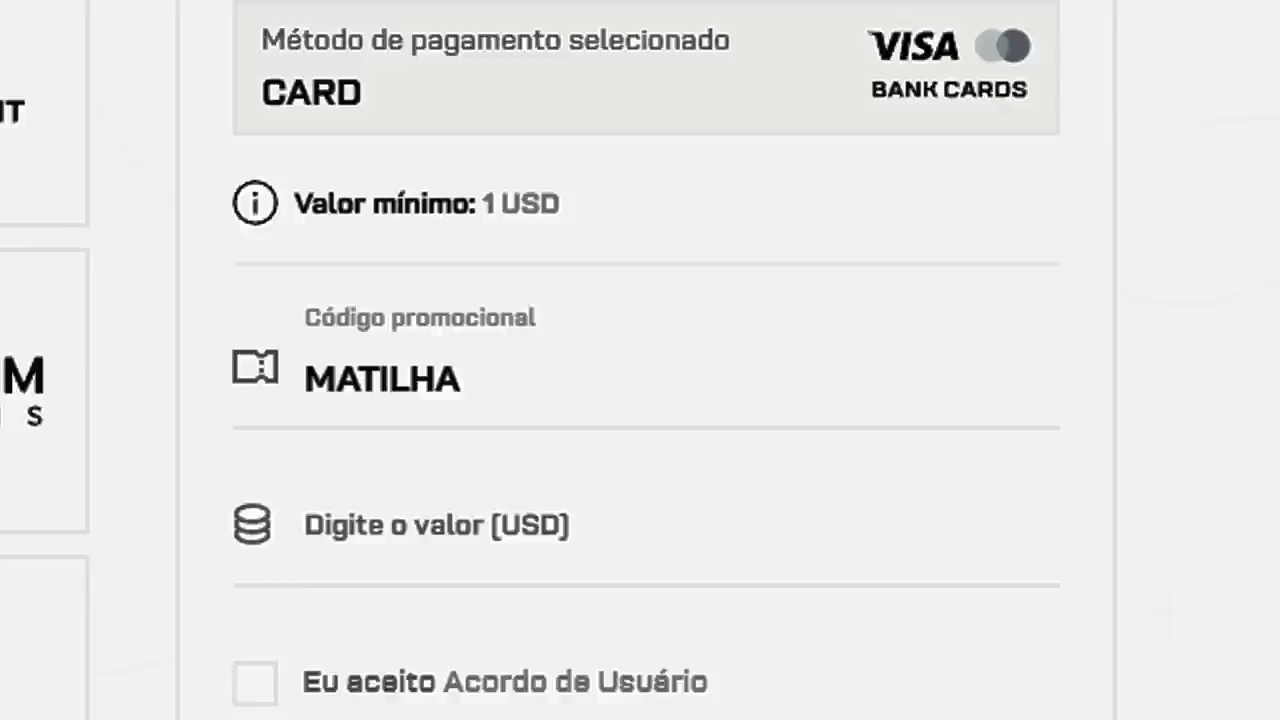 Método de pagamento selecionado
CARD
VISA
BANK CARDS
Valor mínimo: 1 USD
Código promocional
MATILHA
Digite o valor (USD)
Eu aceito Acordo de Usuário